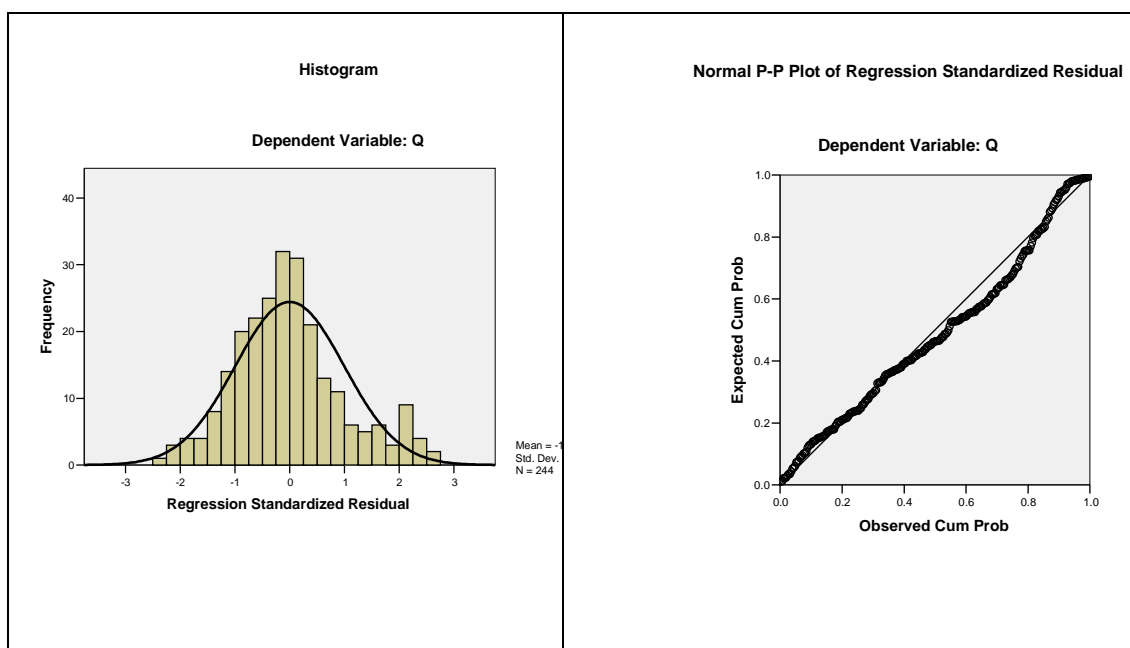 Histogram
Dependent Variable: Q
40
30
20
10
0
Frequency
-3 -2 -1 0 1 2 3
Regression Standardized Residual
Mean = -1
Std. Dev.
N = 244
Normal P-P Plot of Regression Standardized Residual
Dependent Variable: Q
1.0
0.8
0.6
0.4
0.2
0.0
Expected Cum Prob
0.0 0.2 0.4 0.6 0.8 1.0
Observed Cum Prob